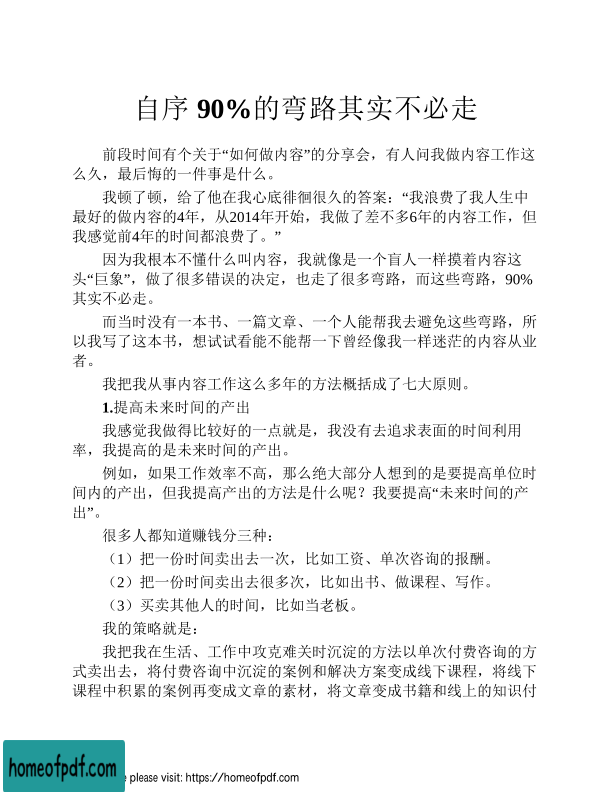 自序 90%的弯路其实不必走
前段时间有个关于“如何做内容”的分享会，有人问我做内容工作这
么久，最后悔的一件事是什么。
我顿了顿，给了他在我心底徘徊很久的答案：“我浪费了我人生中
最好的做内容的4年，从2014年开始，我做了差不多6年的内容工作，但
我感觉前4年的时间都浪费了。”
因为我根本不懂什么叫内容，我就像是一个盲人一样摸着内容这
头“巨象”，做了很多错误的决定，也走了很多弯路，而这些弯路，90%
其实不必走。
而当时没有一本书、一篇文章、一个人能帮我去避免这些弯路，所
以我写了这本书，想试试看能不能帮一下曾经像我一样迷茫的内容从业
者。
我把我从事内容工作这么多年的方法概括成了七大原则。
1.提高未来时间的产出
我感觉我做得比较好的一点就是，我没有去追求表面的时间利用
率，我提高的是未来时间的产出。
例如，如果工作效率不高，那么绝大部分人想到的是要提高单位时
间内的产出，但我提高产出的方法是什么呢？我要提高“未来时间的产
出”。
很多人都知道赚钱分三种：
（1）把一份时间卖出去一次，比如工资、单次咨询的报酬。
（2）把一份时间卖出去很多次，比如出书、做课程、写作。
（3）买卖其他人的时间，比如当老板。
我的策略就是：
我把我在生活、工作中攻克难关时沉淀的方法以单次付费咨询的方
式卖出去，将付费咨询中沉淀的案例和解决方案变成线下课程，将线下
课程中积累的案例再变成文章的素材，将文章变成书籍和线上的知识付
homeofpdf.com
e please visit: https://homeofpdf.com